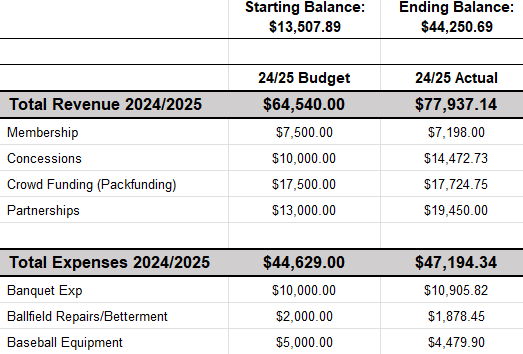 Starting Balance: Ending Balance:
$13,507.89 $44,250.69
24/25 Budget 24/25 Actual
Total Revenue 2024/2025 $64,540.00 $77,937.14
Membership $7,500.00 $7,198.00
Concessions $10,000.00 $14,472.73
Crowd Funding (Packfunding) $17,500.00 $17,724.75
Partnerships $13,000.00 $19,450.00
Total Expenses 2024/2025 $44,629.00 $47,194.34
Banquet Exp $10,000.00 $10,905.82
Ballfield Repairs/Betterment $2,000.00 $1,878.45
Baseball Equipment $5,000.00 $4,479.90